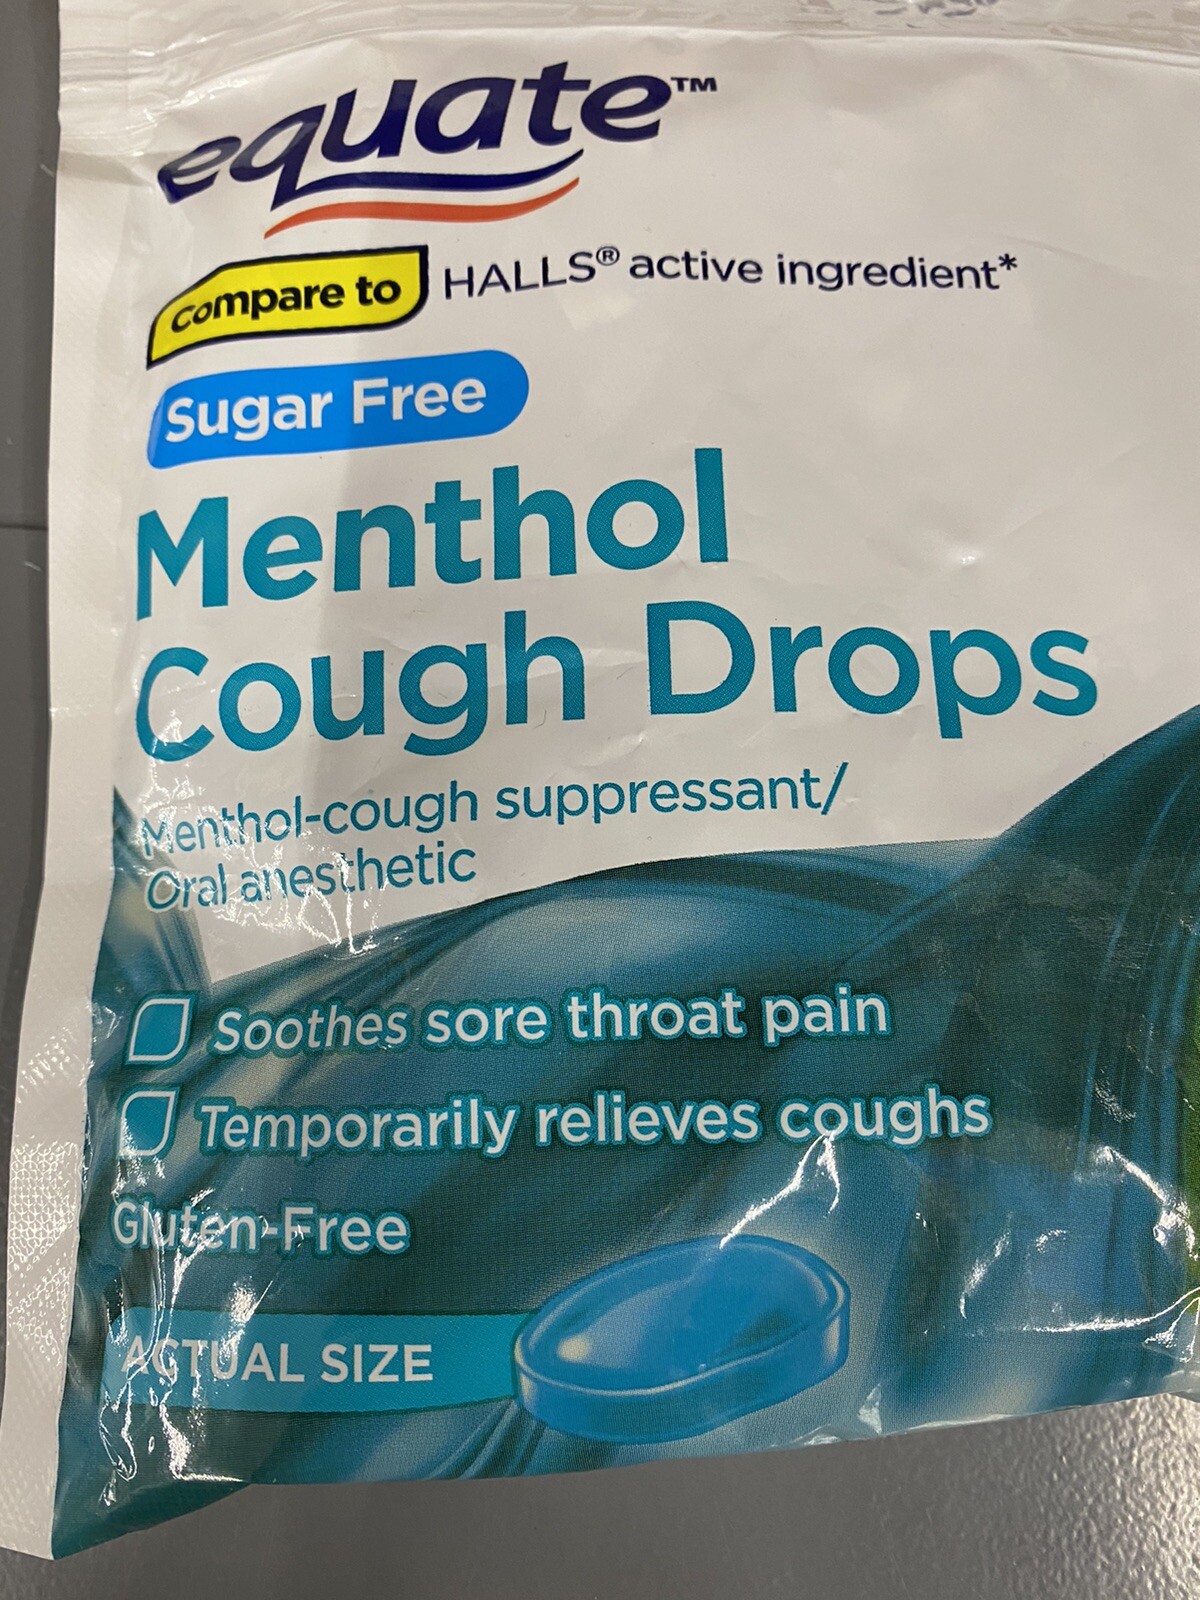 equate™
Compare to HALLS® active ingredient*
Sugar Free
Menthol
Cough Drops
Menthol-cough suppressant/
Oral anesthetic
Soothes sore throat pain
Temporarily relieves coughs
Gluten-Free
ACTUAL SIZE